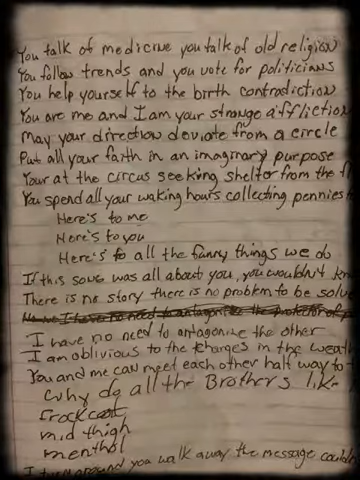 You talk of medicine you talk of old religion
You follow trends and you vote for politicians
You help yourself to the birth contradiction
You are me and I am your strange affliction
May your direction deviate from a circle
Put all your faith in an imaginary purpose
Your at the circus seeking shelter from the
You spend all your waking hours collecting pennies
Here's to me
Here's to you
Here's to all the funny things we do
If this song was all about you, you wouldn't
There is no story there is no problem to be
I have no need to antagonize the other
I am oblivious to the changes in the
You and me can meet each other half way to
Why do all the Brothers like
Frock coat
mid thigh
menthol
I turn around you walk away the message